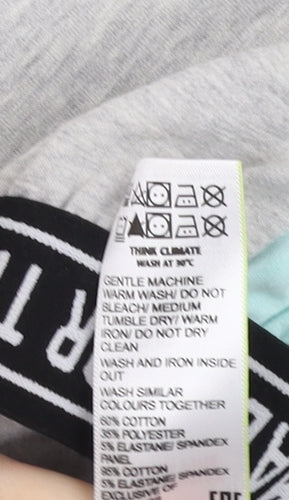 THINK CLIMATE
WASH AT 30°C
GENTLE MACHINE
WARM WASH/ DO NOT
BLEACH/ MEDIUM
TUMBLE DRY/ WARM
IRON/ DO NOT DRY
CLEAN
WASH AND IRON INSIDE
OUT
WASH SIMILAR
COLOURS TOGETHER
60% COTTON
35% POLYESTER
5% ELASTANE/ SPANDEX
PANEL
95% COTTON
5% ELASTANE/ SPANDEX
EXCLUSIVE OF